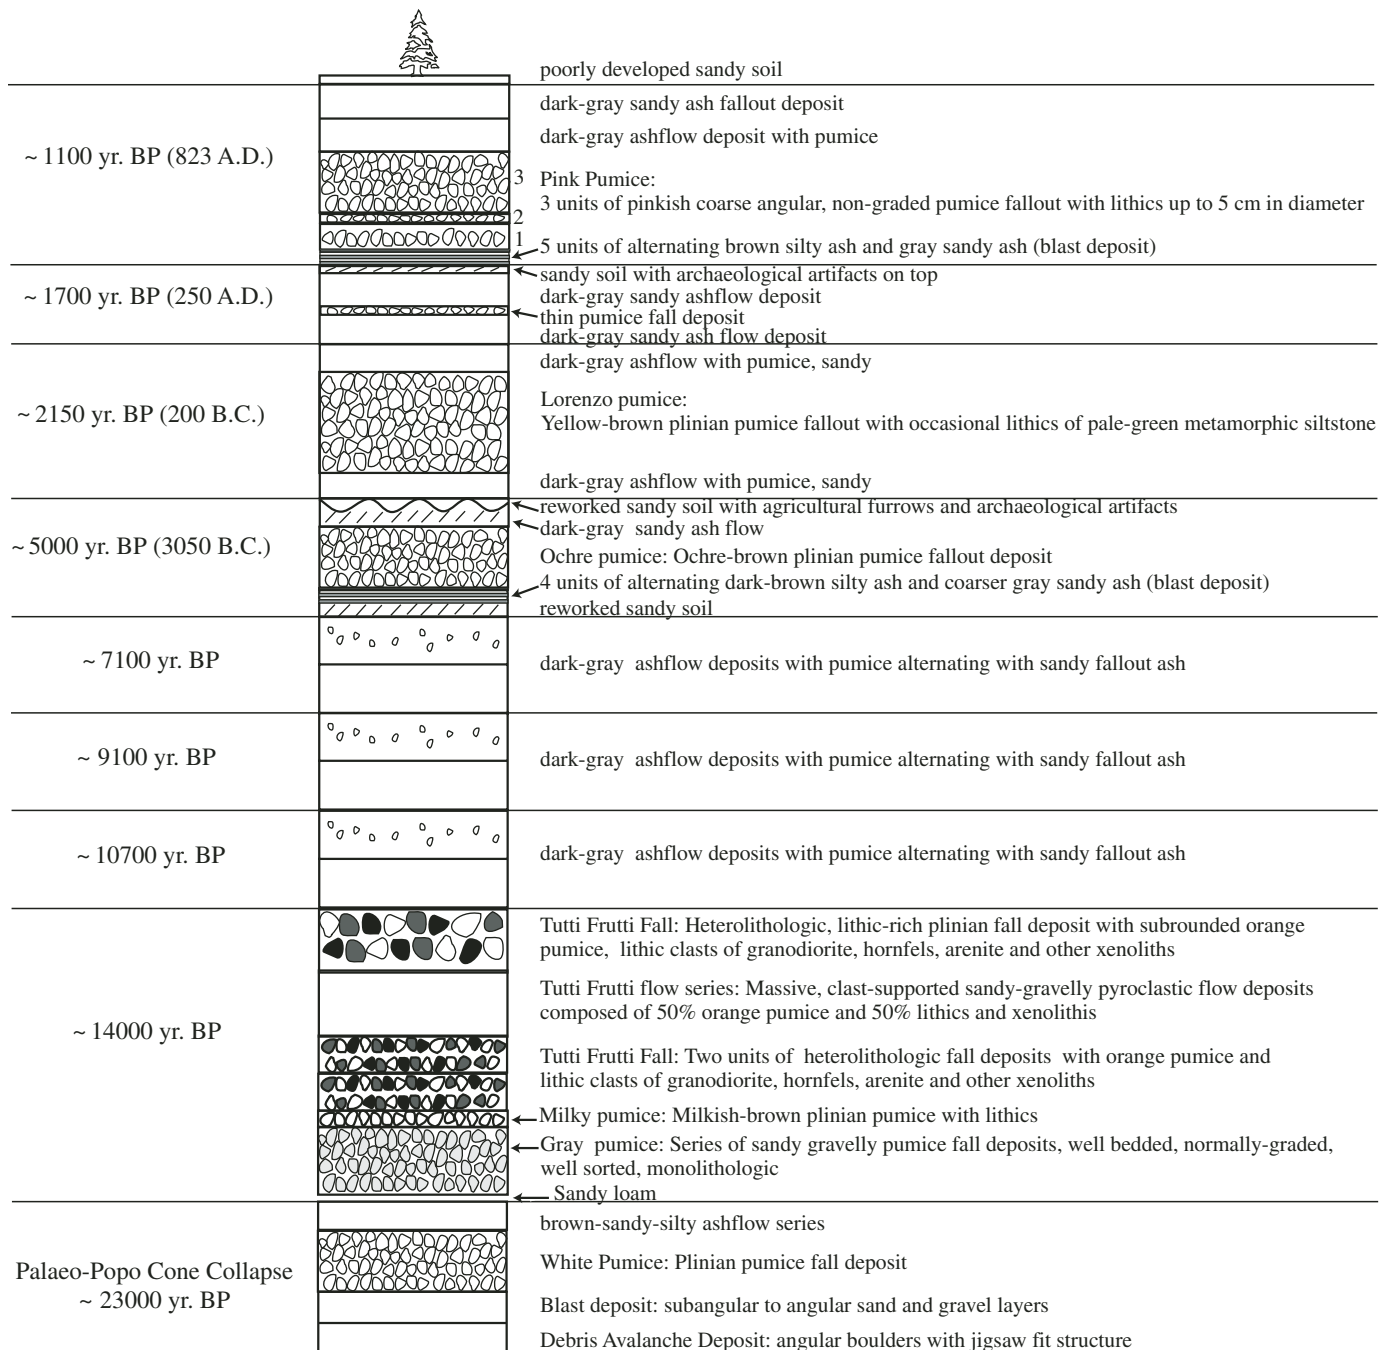 poorly developed sandy soil
~ 1100 yr. BP (823 A.D.)
dark-gray sandy ash fallout deposit
dark-gray ashflow deposit with pumice
3
Pink Pumice:
3 units of pinkish coarse angular, non-graded pumice fallout with lithics up to 5 cm in diameter
2
1
5 units of alternating brown silty ash and gray sandy ash (blast deposit)
~ 1700 yr. BP (250 A.D.)
sandy soil with archaeological artifacts on top
dark-gray sandy ashflow deposit
thin pumice fall deposit
dark-gray sandy ash flow deposit
~ 2150 yr. BP (200 B.C.)
dark-gray ashflow with pumice, sandy
Lorenzo pumice:
Yellow-brown plinian pumice fallout with occasional lithics of pale-green metamorphic siltstone
dark-gray ashflow with pumice, sandy
~ 5000 yr. BP (3050 B.C.)
reworked sandy soil with agricultural furrows and archaeological artifacts
dark-gray sandy ash flow
Ochre pumice: Ochre-brown plinian pumice fallout deposit
4 units of alternating dark-brown silty ash and coarser gray sandy ash (blast deposit)
reworked sandy soil
~ 7100 yr. BP
dark-gray ashflow deposits with pumice alternating with sandy fallout ash
~ 9100 yr. BP
dark-gray ashflow deposits with pumice alternating with sandy fallout ash
~ 10700 yr. BP
dark-gray ashflow deposits with pumice alternating with sandy fallout ash
~ 14000 yr. BP
Tutti Frutti Fall: Heterolithologic, lithic-rich plinian fall deposit with subrounded orange
pumice, lithic clasts of granodiorite, hornfels, arenite and other xenoliths
Tutti Frutti flow series: Massive, clast-supported sandy-gravelly pyroclastic flow deposits
composed of 50% orange pumice and 50% lithics and xenolithis
Tutti Frutti Fall: Two units of heterolithologic fall deposits with orange pumice and
lithic clasts of granodiorite, hornfels, arenite and other xenoliths
Milky pumice: Milkish-brown plinian pumice with lithics
Gray pumice: Series of sandy gravelly pumice fall deposits, well bedded, normally-graded,
well sorted, monolithologic
Sandy loam
Palaeo-Popo Cone Collapse
~ 23000 yr. BP
brown-sandy-silty ashflow series
White Pumice: Plinian pumice fall deposit
Blast deposit: subangular to angular sand and gravel layers
Debris Avalanche Deposit: angular boulders with jigsaw fit structure